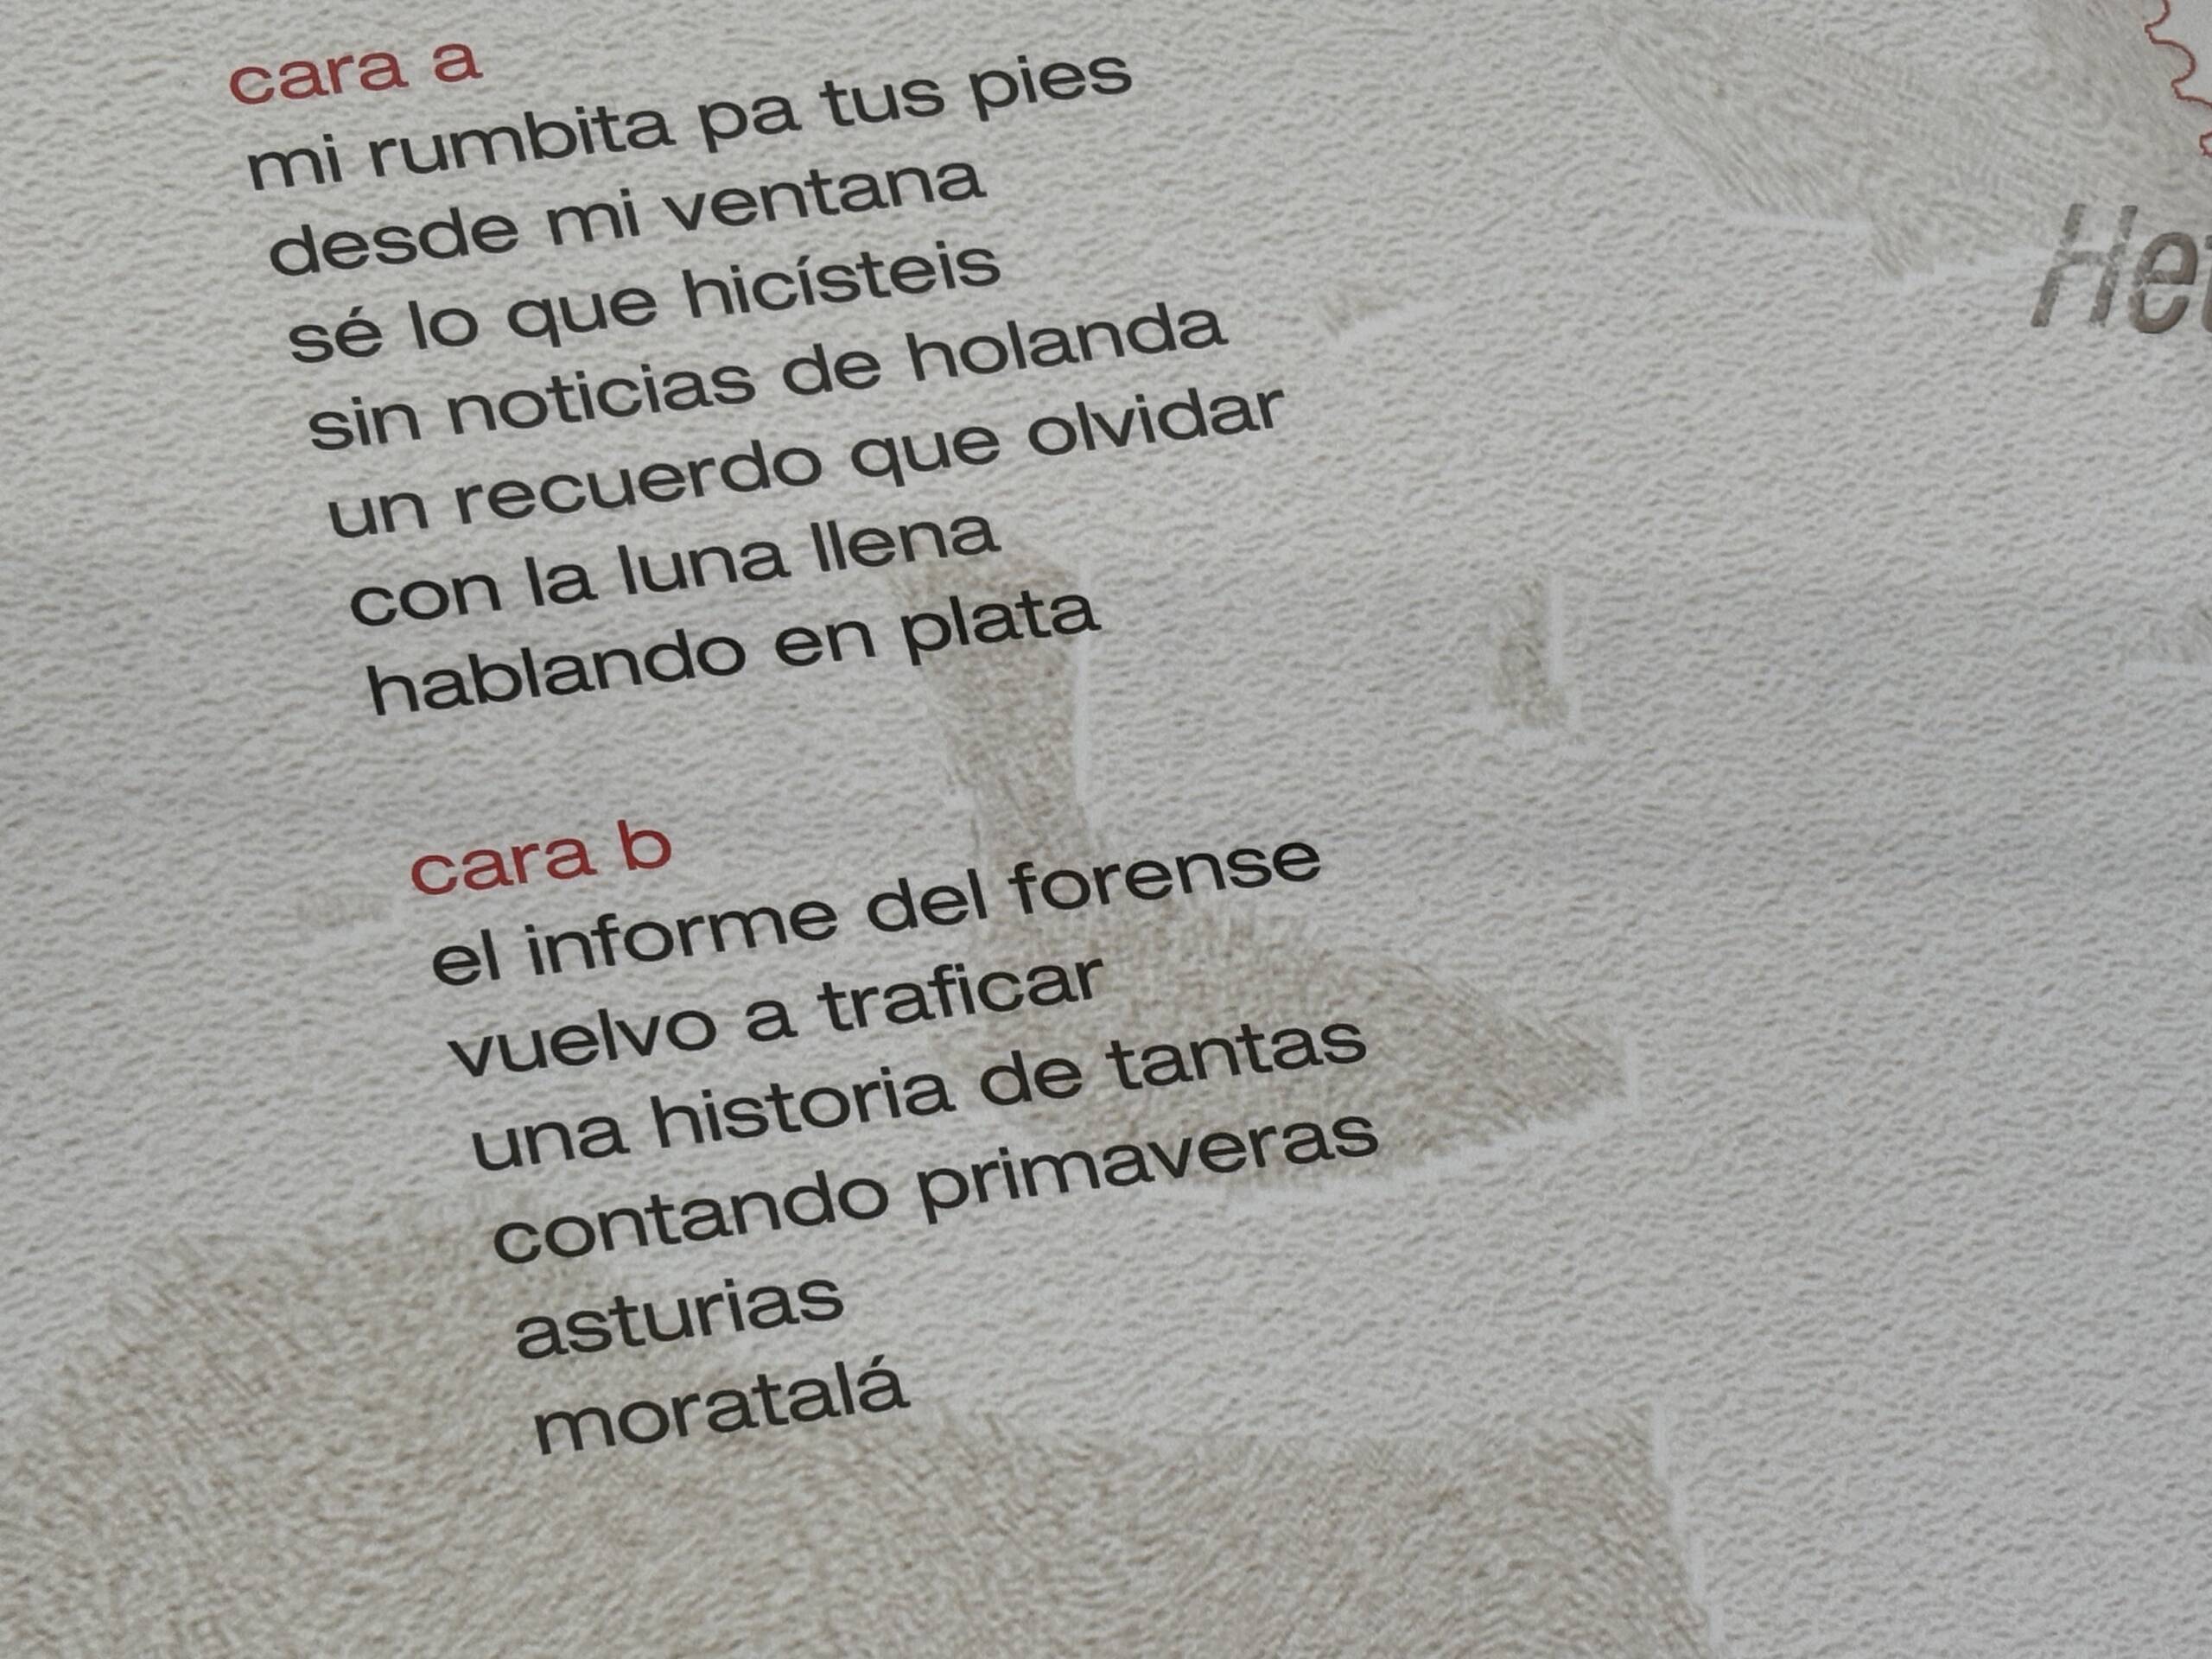 cara a
mi rumbita pa tus pies
desde mi ventana
sé lo que hicísteis
sin noticias de holanda
un recuerdo que olvidar
con la luna llena
hablando en plata
cara b
el informe del forense
vuelvo a traficar
una historia de tantas
contando primaveras
asturias
moratalá